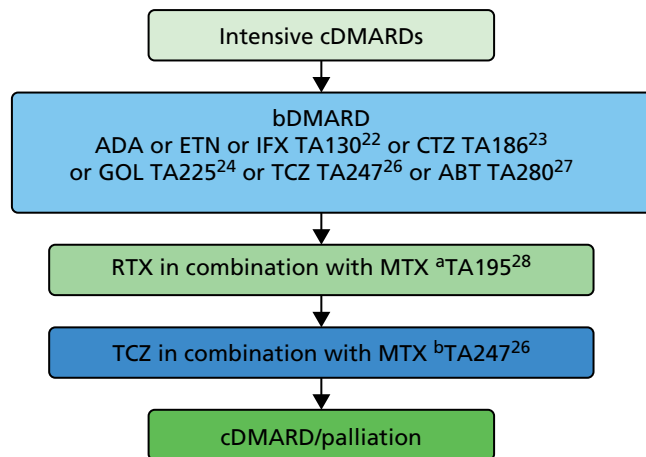 Intensive cDMARDs
bDMARD
ADA or ETN or IFX TA130²² or CTZ TA186²³
or GOL TA225²⁴ or TCZ TA247²⁶ or ABT TA280²⁷
RTX in combination with MTX ᵃTA195²⁸
TCZ in combination with MTX ᵇTA247²⁶
cDMARD/palliation